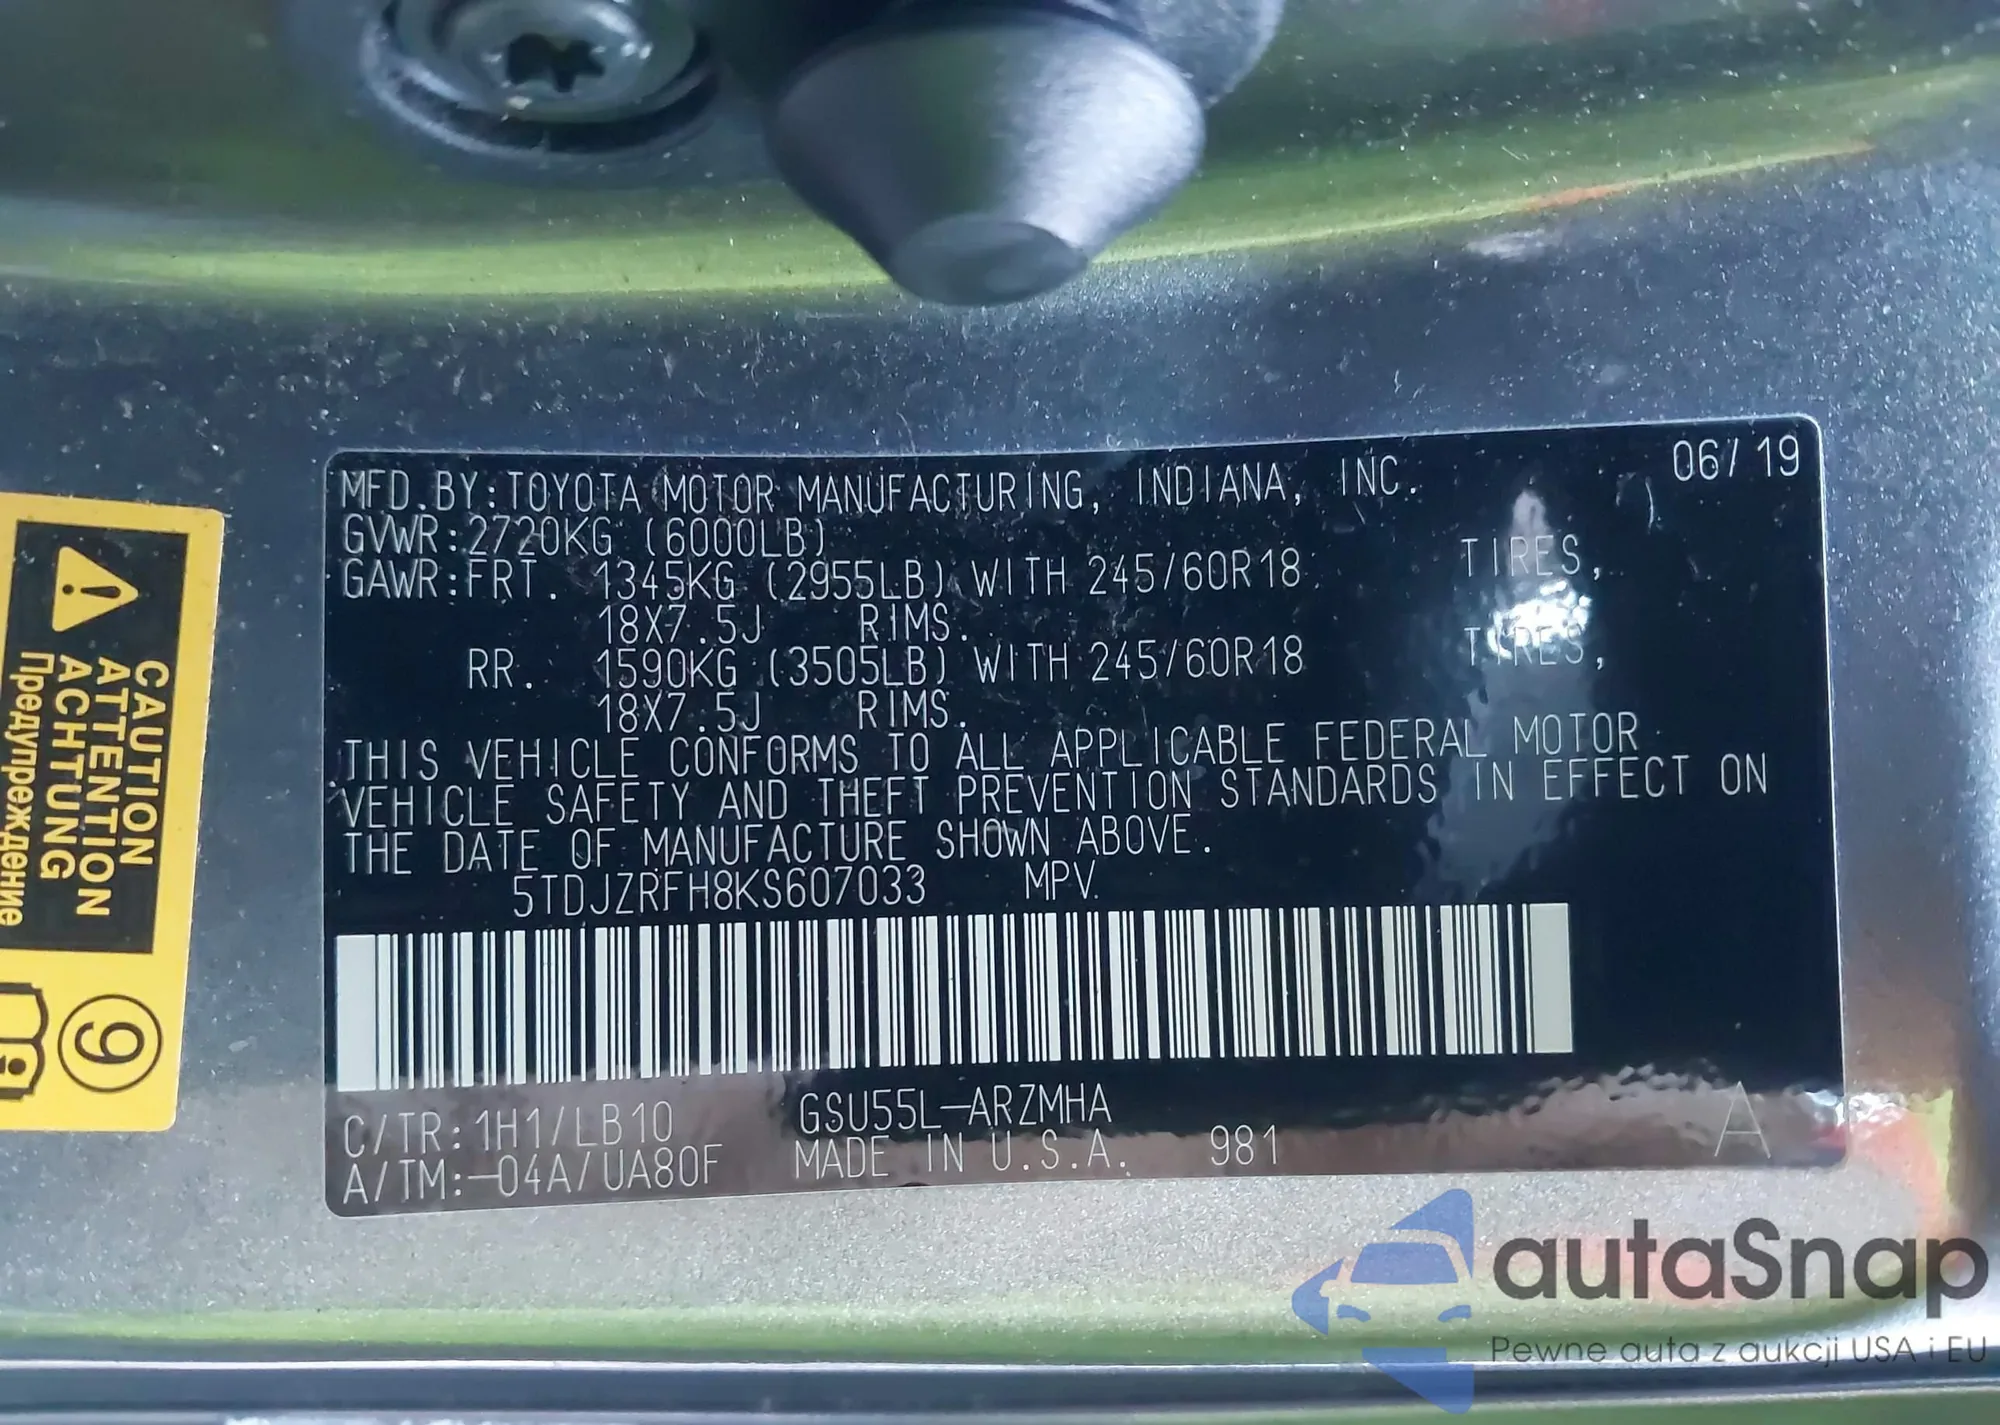 06/19
MFD.BY:TOYOTA MOTOR MANUFACTURING, INDIANA, INC.
GVWR:2720KG (6000LB)
GAWR:FRT. 1345KG (2955LB) WITH 245/60R18 TIRES,
18X7.5J RIMS.
RR. 1590KG (3505LB) WITH 245/60R18 TIRES,
18X7.5J RIMS.
THIS VEHICLE CONFORMS TO ALL APPLICABLE FEDERAL MOTOR
VEHICLE SAFETY AND THEFT PREVENTION STANDARDS IN EFFECT ON
THE DATE OF MANUFACTURE SHOWN ABOVE.
5TDJZRFH8KS607033 MPV
C/TR:1H1/LB10 GSU55L-ARZMHA
A/TM:-04A/UA80F MADE IN U.S.A. 981 A
CAUTION
ATTENTION
ACHTUNG
Предупреждение
9
autaSnap
Pewne auta z aukcji USA i EU